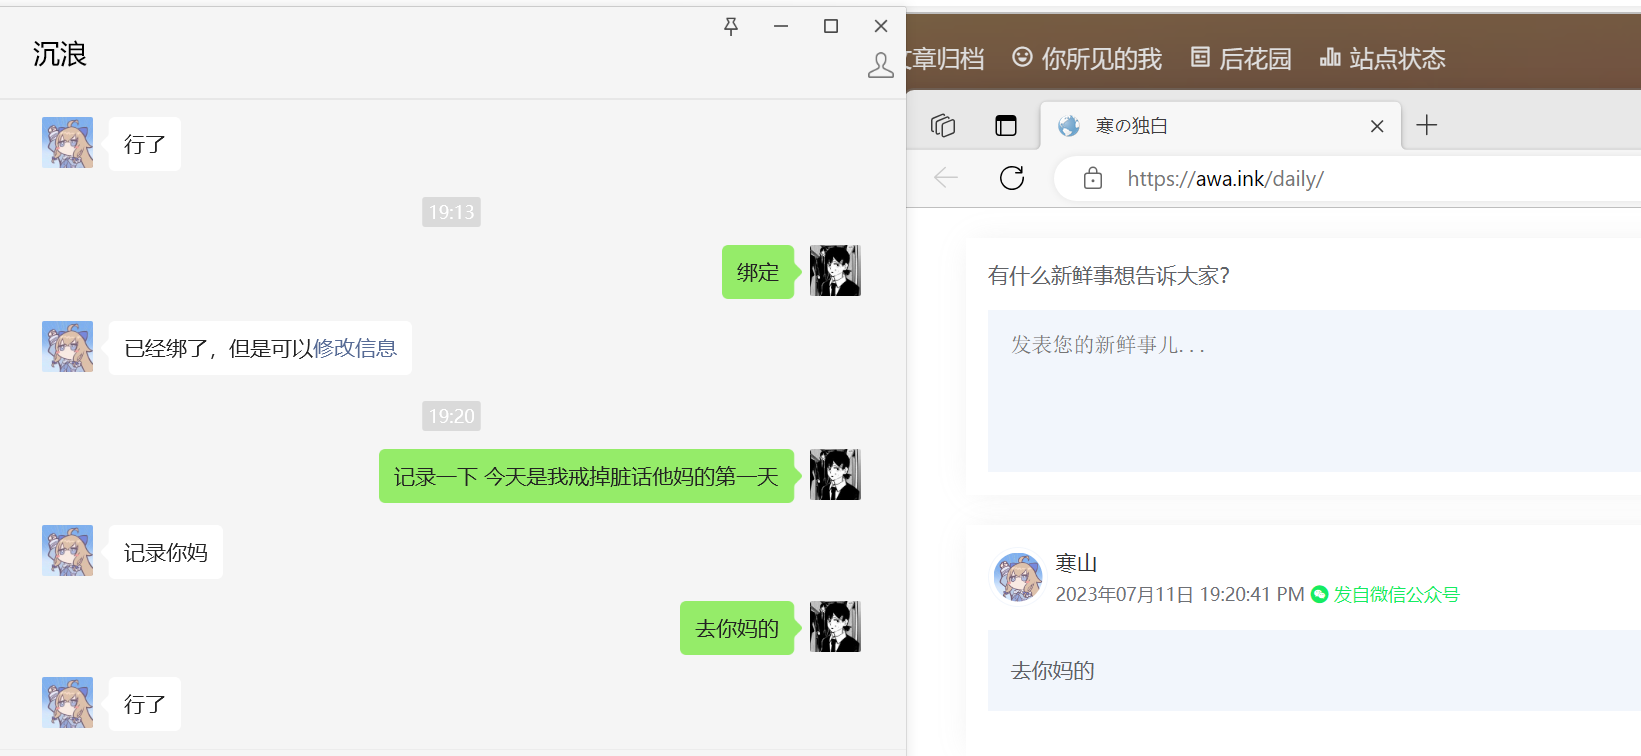 沉浪
行了
19:13
绑定
已经绑了，但是可以修改信息
19:20
记录一下 今天是我戒掉脏话他妈的第一天
记录你妈
去你妈的
行了
章归档 你所见的我 后花园 站点状态
寒の独白
https://awa.ink/daily/
有什么新鲜事想告诉大家?
发表您的新鲜事儿...
寒山
2023年07月11日 19:20:41 PM 发自微信公众号
去你妈的